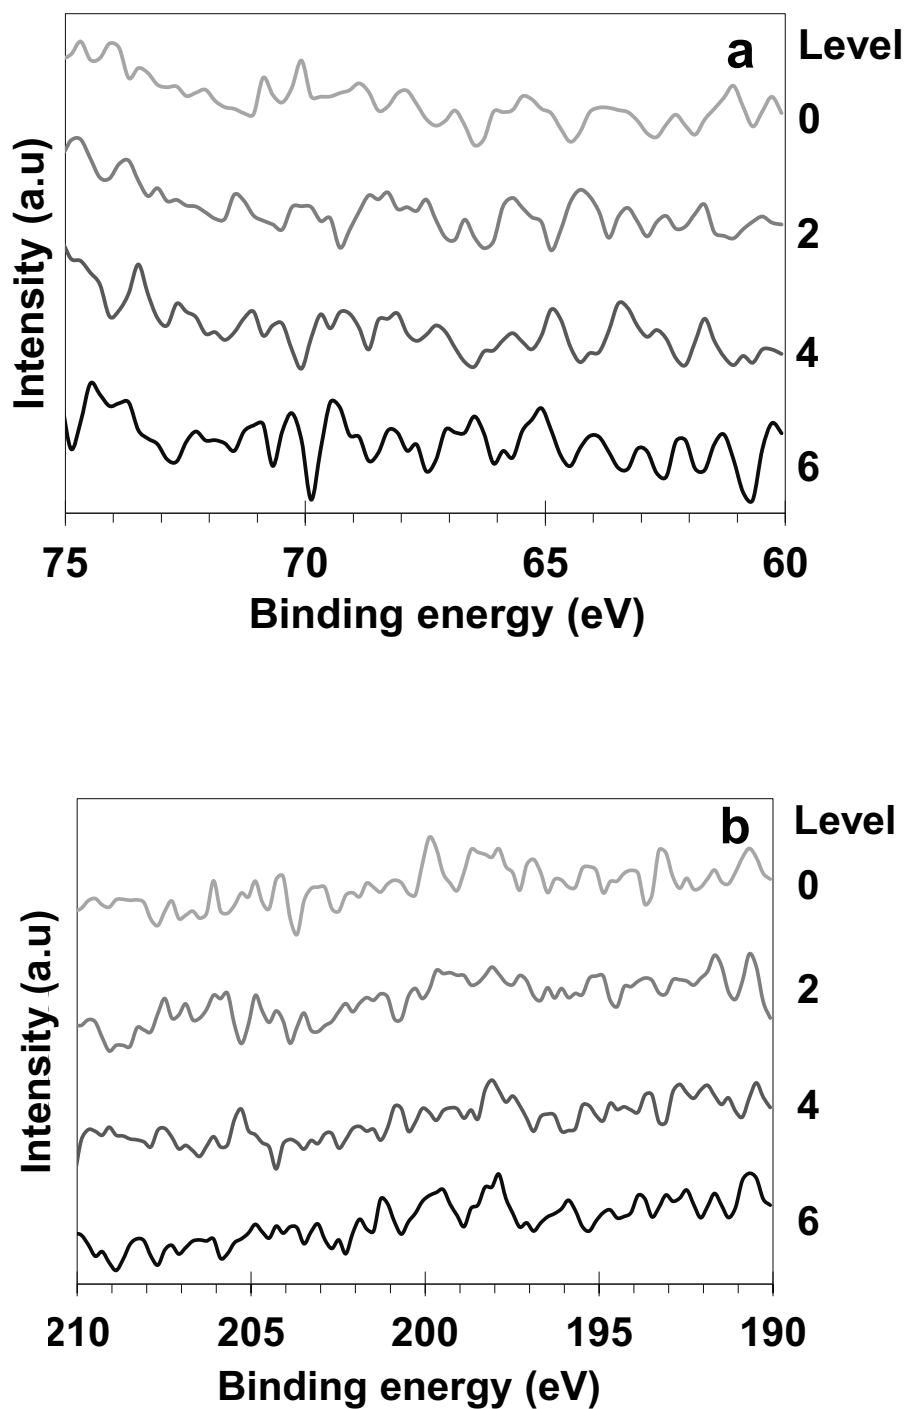 a
Level
0
2
4
6
Intensity (a.u)
75 70 65 60
Binding energy (eV)
b
Level
0
2
4
6
Intensity (a.u)
210 205 200 195 190
Binding energy (eV)